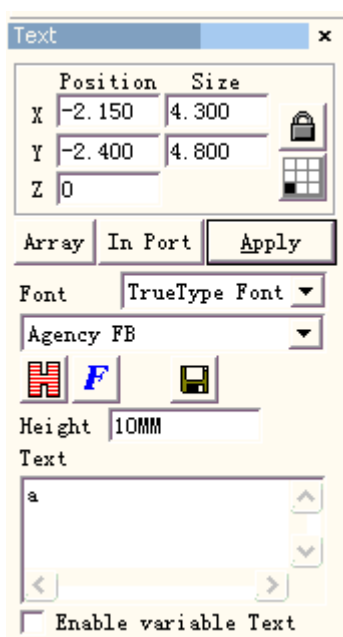 Text
Position Size
X -2.150 4.300
Y -2.400 4.800
Z 0
Array In Port Apply
Font TrueType Font
Agency FB
H F
Height 10MM
Text
a
Enable variable Text